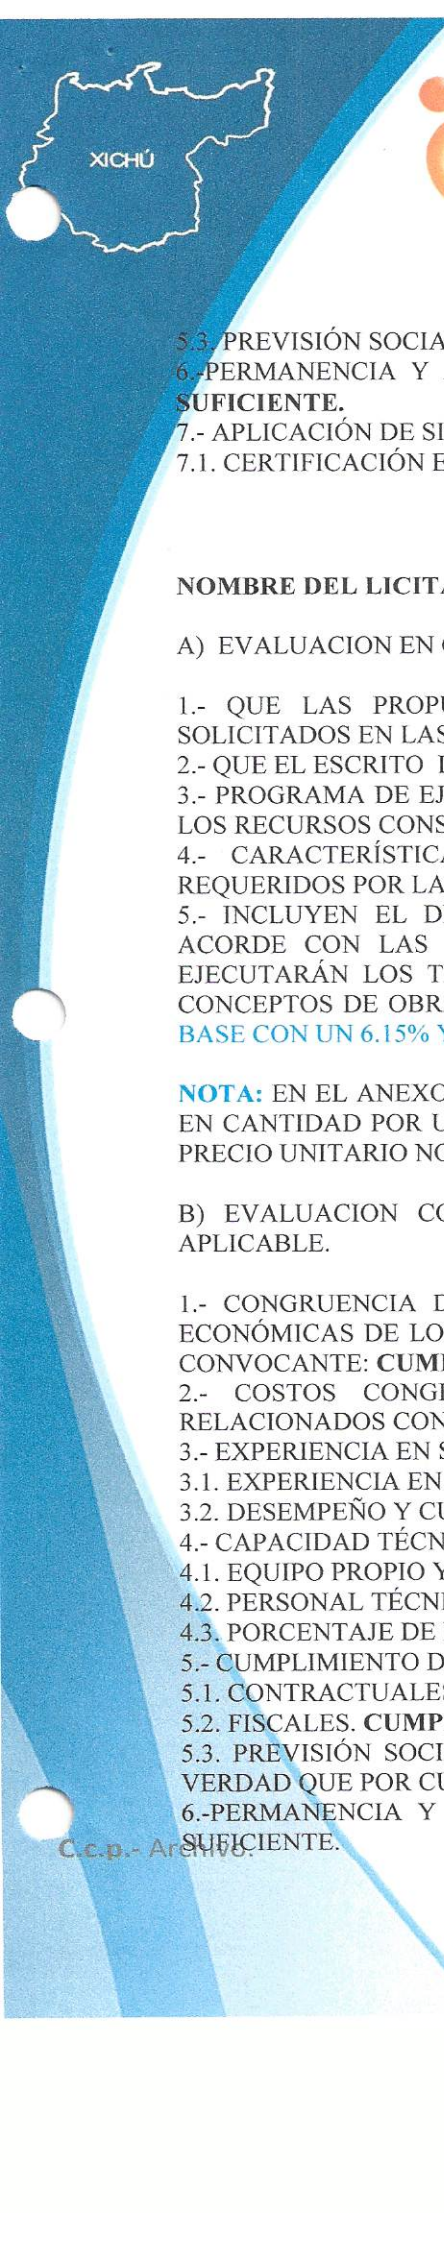 XICHÚ
5.3. PREVISIÓN SOCIA
6.-PERMANENCIA Y
SUFICIENTE.
7.- APLICACIÓN DE SI
7.1. CERTIFICACIÓN E
NOMBRE DEL LICITA
A) EVALUACION EN
1.- QUE LAS PROPU
SOLICITADOS EN LAS
2.- QUE EL ESCRITO
3.- PROGRAMA DE EJ
LOS RECURSOS CONS
4.- CARACTERÍSTICA
REQUERIDOS POR LA
5.- INCLUYEN EL D
ACORDE CON LAS
EJECUTARÁN LOS T
CONCEPTOS DE OBRA
BASE CON UN 6.15% Y
NOTA: EN EL ANEXO
EN CANTIDAD POR U
PRECIO UNITARIO NO
B) EVALUACION CO
APLICABLE.
1.- CONGRUENCIA D
ECONÓMICAS DE LO
CONVOCANTE: CUMP
2.- COSTOS CONGR
RELACIONADOS CON
3.- EXPERIENCIA EN S
3.1. EXPERIENCIA EN
3.2. DESEMPEÑO Y CU
4.- CAPACIDAD TÉCN
4.1. EQUIPO PROPIO Y
4.2. PERSONAL TÉCNI
4.3. PORCENTAJE DE
5.- CUMPLIMIENTO D
5.1. CONTRACTUALES
5.2. FISCALES. CUMP
5.3. PREVISIÓN SOCI
VERDAD QUE POR CU
6.-PERMANENCIA Y
SUFICIENTE.
C.c.p.- Archivo.